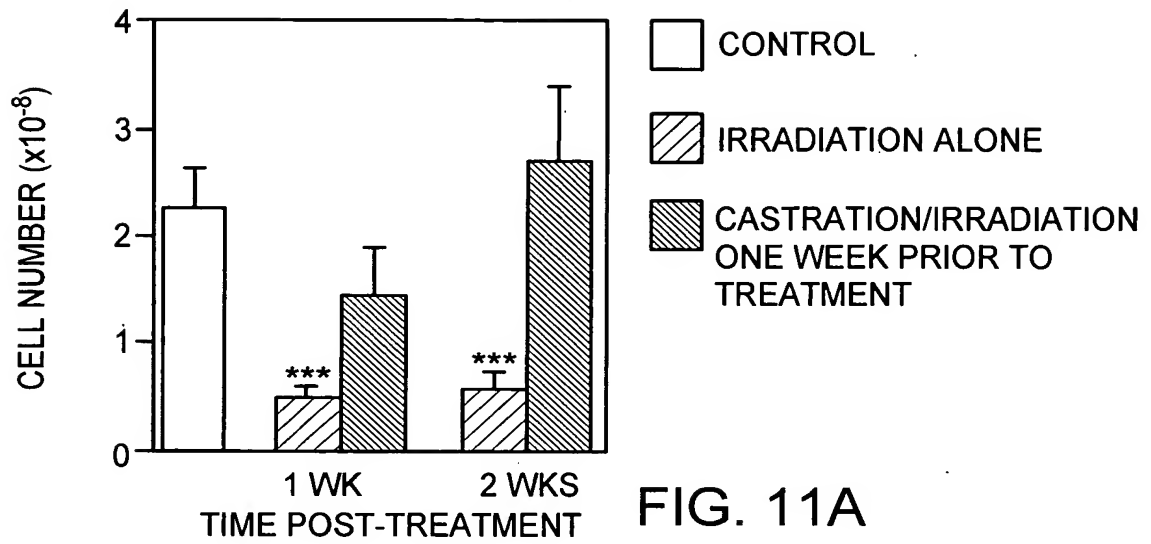 4
3
2
1
0
CELL NUMBER (x10-8)
***
***
1 WK
2 WKS
TIME POST-TREATMENT
CONTROL
IRRADIATION ALONE
CASTRATION/IRRADIATION
ONE WEEK PRIOR TO
TREATMENT
FIG. 11A